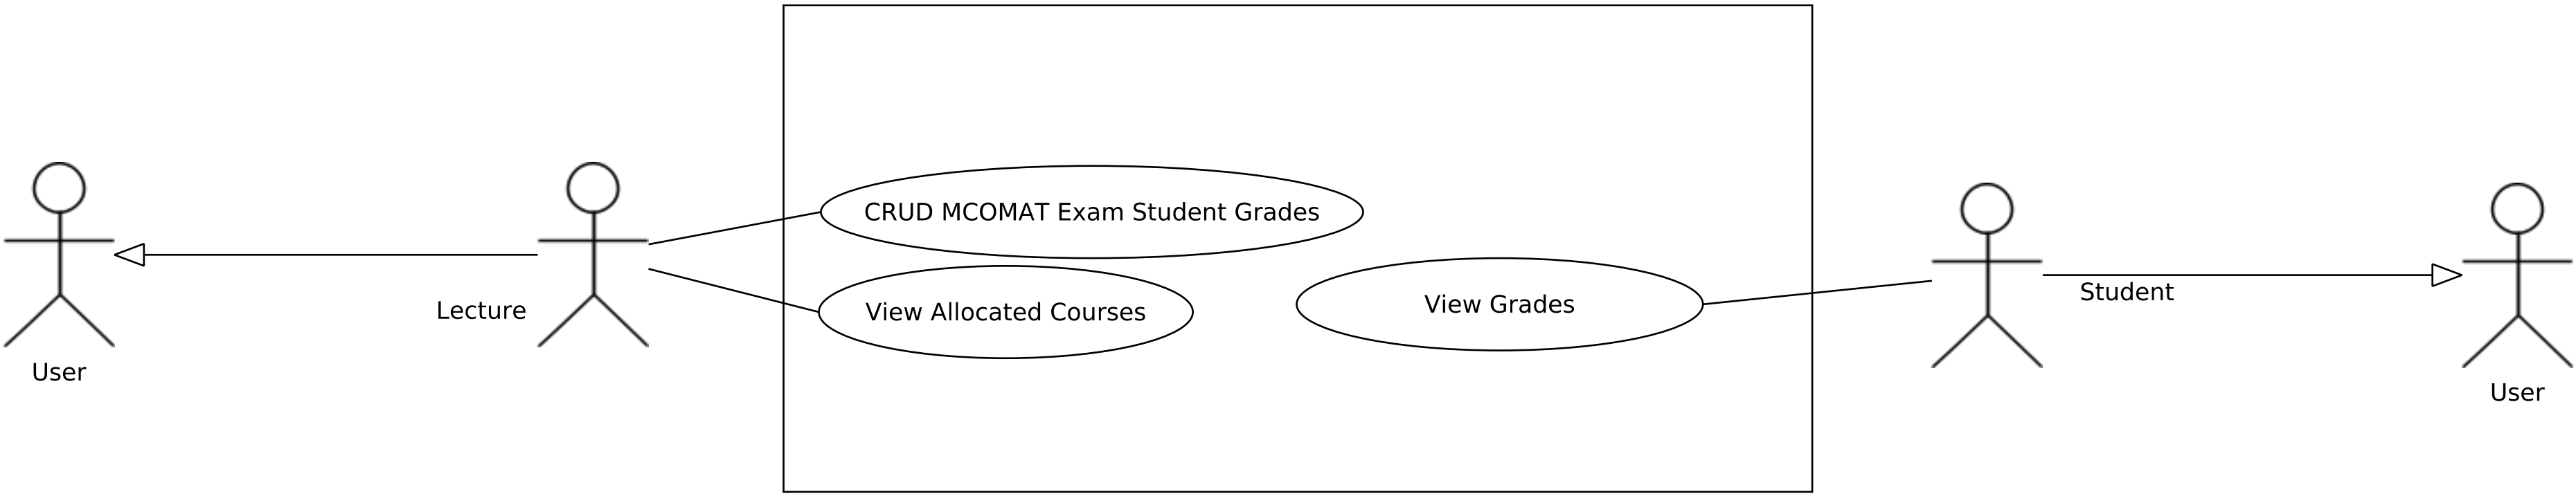 CRUD MCOMAT Exam Student Grades
View Allocated Courses
View Grades
Lecture
Student
User
User